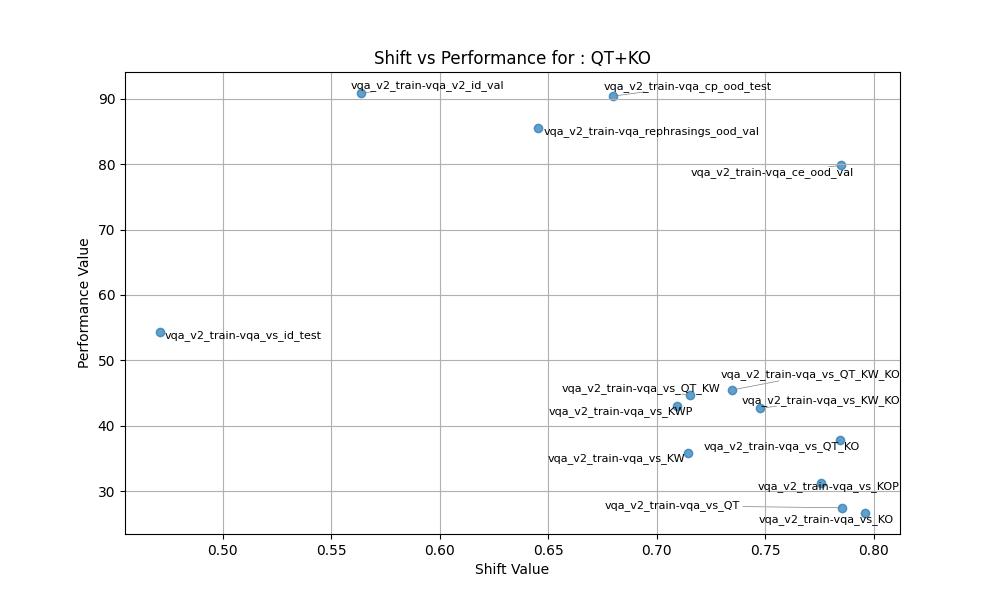 Shift vs Performance for : QT+KO
vqa_v2_train-vqa_v2_id_val
vqa_v2_train-vqa_cp_ood_test
vqa_v2_train-vqa_rephrasings_ood_val
vqa_v2_train-vqa_ce_ood_val
vqa_v2_train-vqa_vs_id_test
vqa_v2_train-vqa_vs_QT_KW_KO
vqa_v2_train-vqa_vs_QT_KW
vqa_v2_train-vqa_vs_KW_KO
vqa_v2_train-vqa_vs_KWP
vqa_v2_train-vqa_vs_QT_KO
vqa_v2_train-vqa_vs_KW
vqa_v2_train-vqa_vs_KOP
vqa_v2_train-vqa_vs_QT
vqa_v2_train-vqa_vs_KO
90
80
70
60
50
40
30
Performance Value
0.50 0.55 0.60 0.65 0.70 0.75 0.80
Shift Value